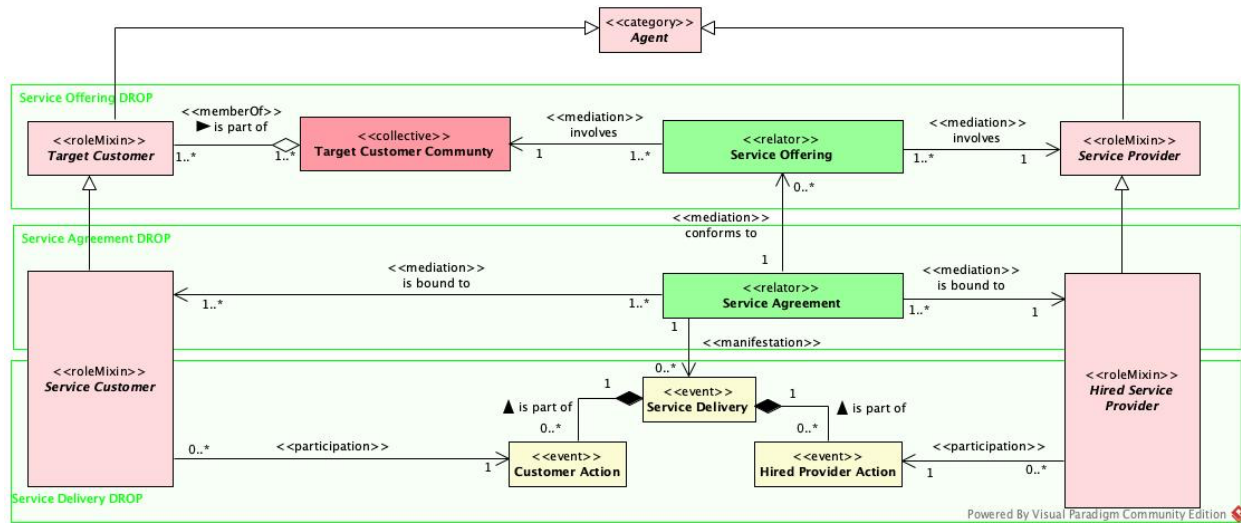 <<category>>
Agent
Service Offering DROP
<<memberOf>>
► is part of
<<mediation>>
involves
<<mediation>>
involves
<<roleMixin>>
Target Customer
1..*
1..*
<<collective>>
Target Customer Communty
1
1..*
<<relator>>
Service Offering
1..*
1
<<roleMixin>>
Service Provider
0..*
<<mediation>>
conforms to
1
Service Agreement DROP
<<mediation>>
is bound to
1..*
1..*
<<relator>>
Service Agreement
<<mediation>>
is bound to
1..*
1
1
<<manifestation>>
0..*
<<roleMixin>>
Service Customer
<<roleMixin>>
Hired Service
Provider
<<event>>
Service Delivery
1
1
▲ is part of
0..*
▲ is part of
0..*
0..*
<<participation>>
1
<<event>>
Customer Action
<<event>>
Hired Provider Action
<<participation>>
1
0..*
Service Delivery DROP
Powered By Visual Paradigm Community Edition